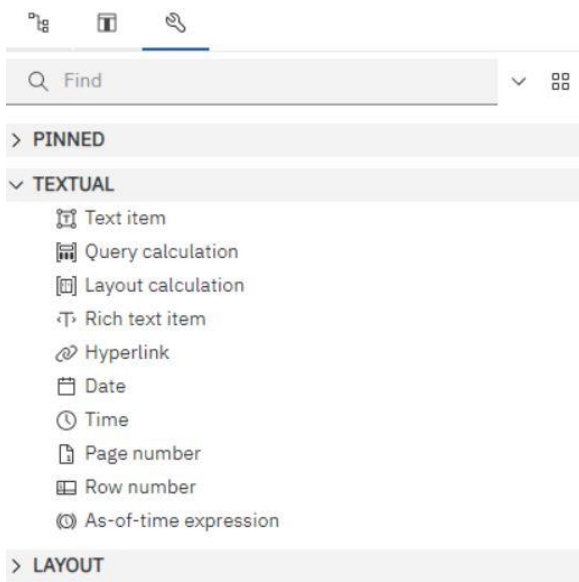 Find
PINNED
TEXTUAL
Text item
Query calculation
Layout calculation
Rich text item
Hyperlink
Date
Time
Page number
Row number
As-of-time expression
LAYOUT